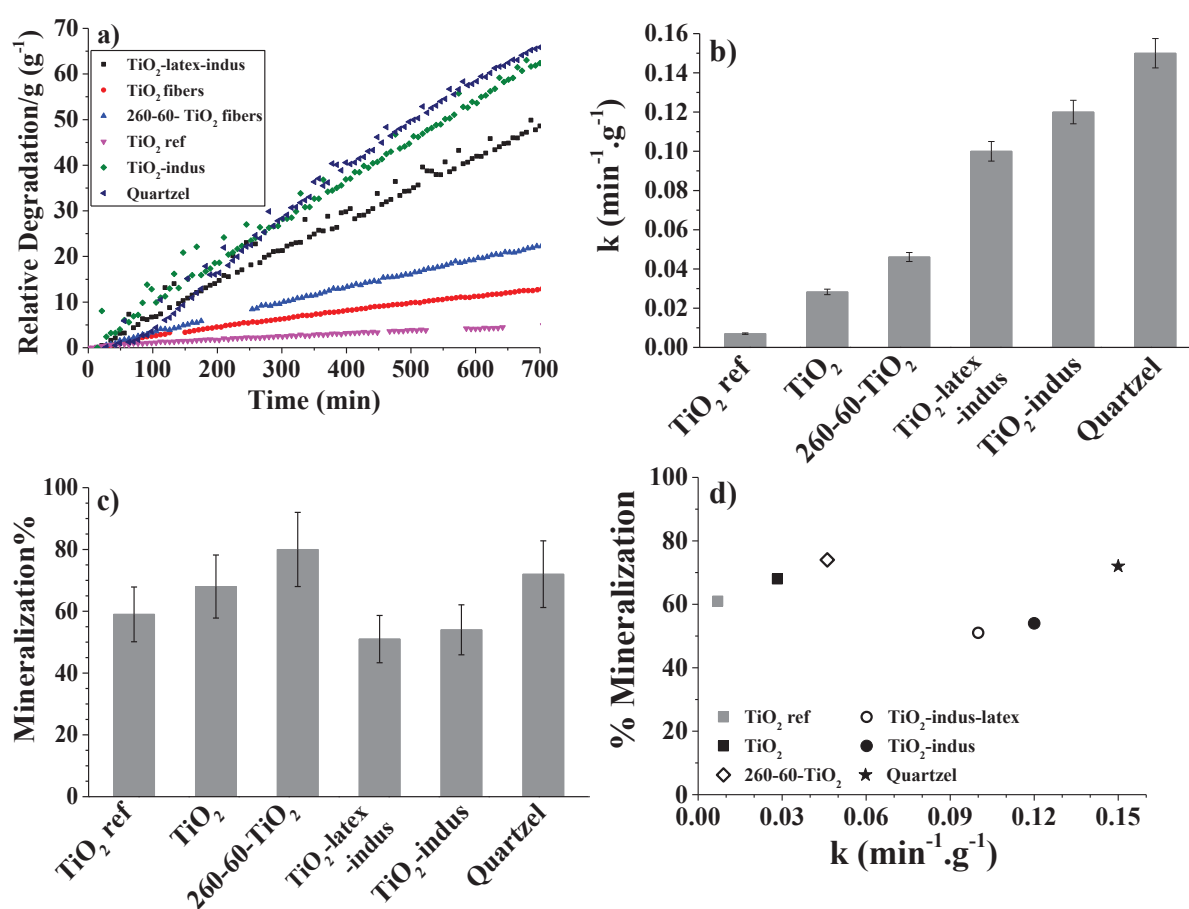 a)
Relative Degradation/g (g⁻¹)
70
60
50
40
30
20
10
0
TiO₂-latex-indus
TiO₂ fibers
260-60- TiO₂ fibers
TiO₂ ref
TiO₂-indus
Quartzel
0 100 200 300 400 500 600 700
Time (min)
b)
k (min⁻¹.g⁻¹)
0.16
0.14
0.12
0.10
0.08
0.06
0.04
0.02
0.00
TiO₂ ref
TiO₂
260-60-TiO₂
TiO₂-latex
-indus
TiO₂-indus
Quartzel
c)
Mineralization%
100
80
60
40
20
0
TiO₂ ref
TiO₂
260-60-TiO₂
TiO₂-latex
-indus
TiO₂-indus
Quartzel
d)
% Mineralization
100
80
60
40
20
0
TiO₂ ref
TiO₂
260-60-TiO₂
TiO₂-indus-latex
TiO₂-indus
Quartzel
0.00 0.03 0.06 0.09 0.12 0.15
k (min⁻¹.g⁻¹)